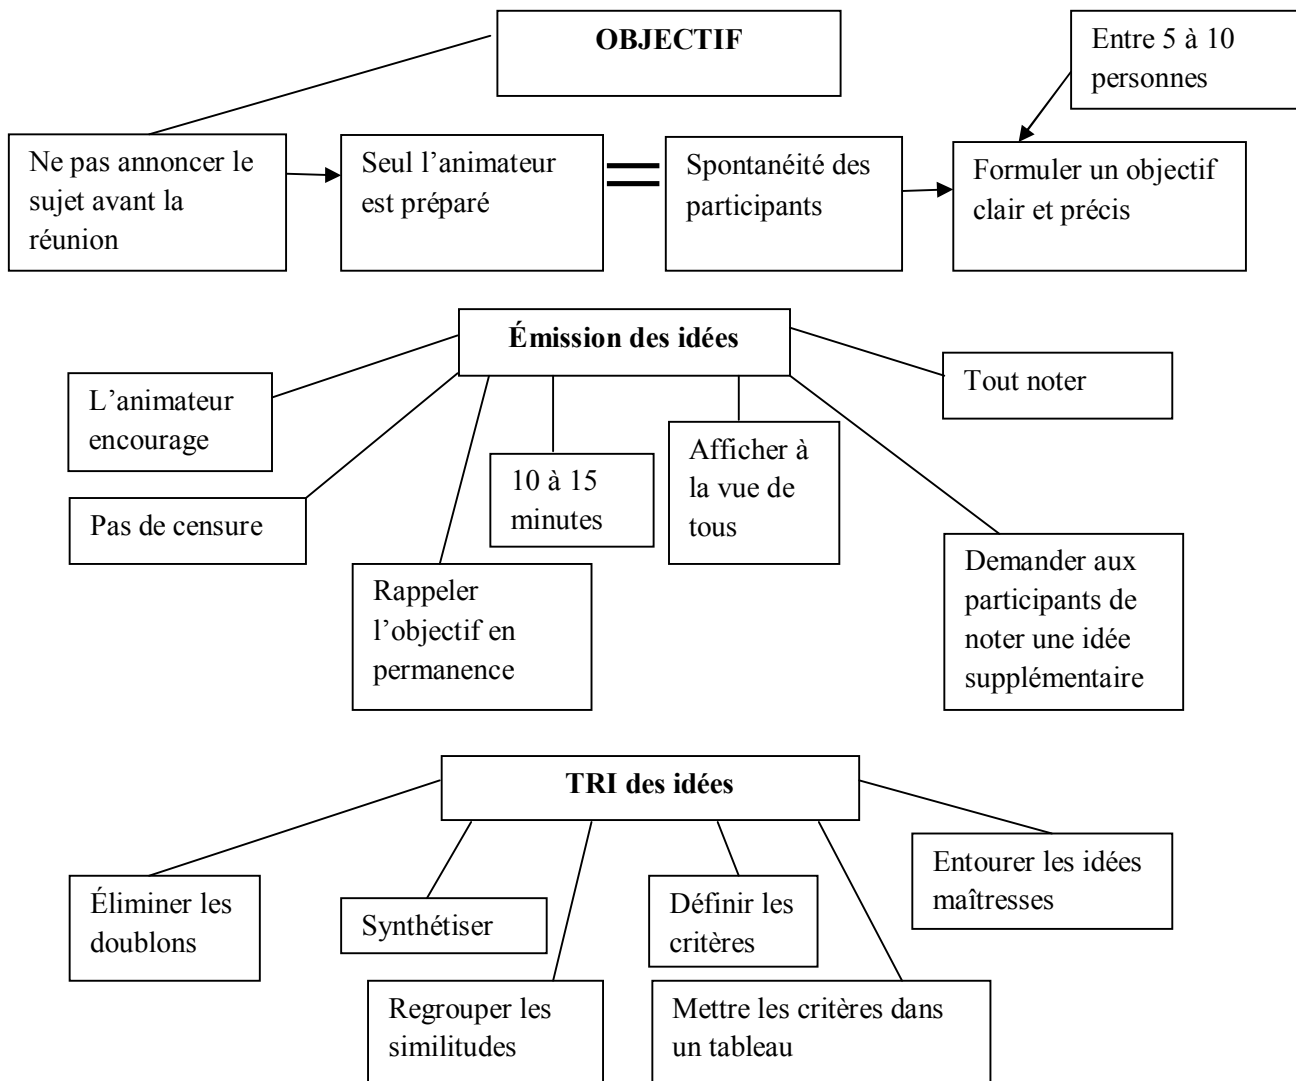 OBJECTIF
Entre 5 à 10
personnes
Ne pas annoncer le
sujet avant la
réunion
Seul l’animateur
est préparé
Spontanéité des
participants
Formuler un objectif
clair et précis
Émission des idées
L’animateur
encourage
Pas de censure
Rappeler
l’objectif en
permanence
10 à 15
minutes
Afficher à
la vue de
tous
Tout noter
Demander aux
participants de
noter une idée
supplémentaire
TRI des idées
Éliminer les
doublons
Synthétiser
Regrouper les
similitudes
Définir les
critères
Mettre les critères dans
un tableau
Entourer les idées
maîtresses